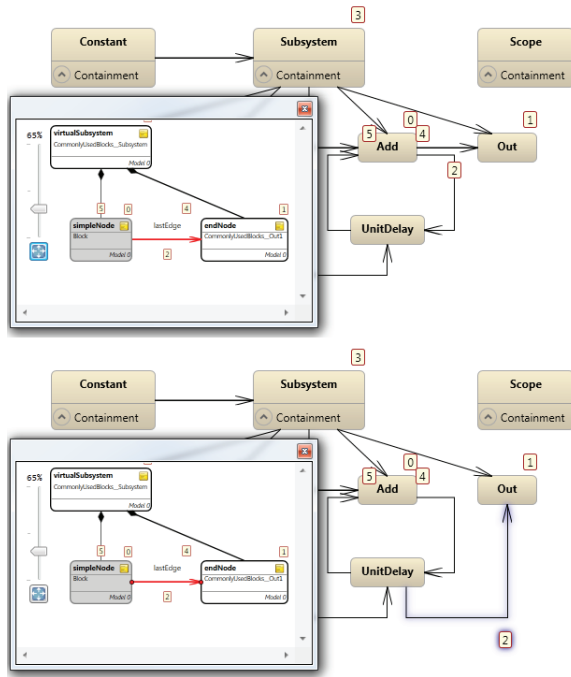 3
Constant
Subsystem
Scope
Containment
Containment
Containment
1
0
5
4
Add
Out
2
UnitDelay
65%
virtualSubsystem
CommonlyUsedBlocks_Subsystem
Model 0
5
0
4
1
simpleNode
lastEdge
endNode
Block
CommonlyUsedBlocks_Out1
2
Model 0
Model 0
3
Constant
Subsystem
Scope
Containment
Containment
Containment
1
0
5
4
Add
Out
UnitDelay
2
65%
virtualSubsystem
CommonlyUsedBlocks_Subsystem
Model 0
5
0
4
1
simpleNode
lastEdge
endNode
Block
CommonlyUsedBlocks_Out1
2
Model 0
Model 0